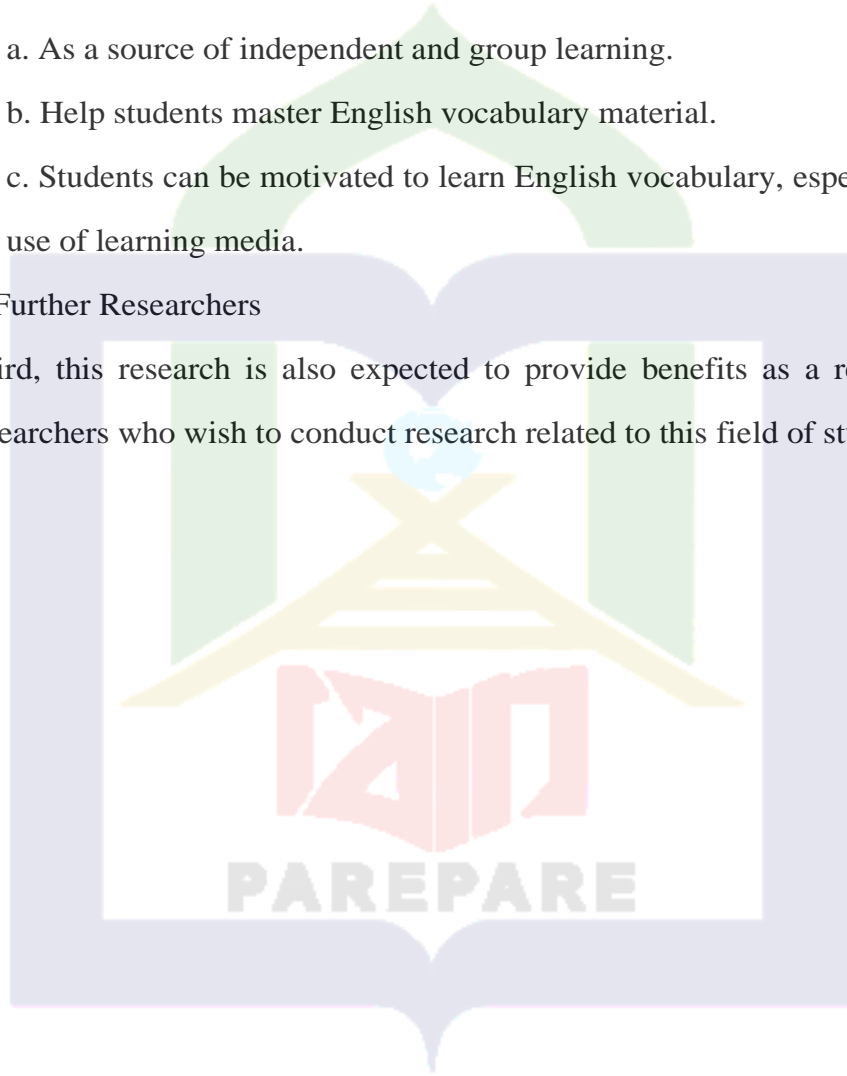 a. As a source of independent and group learning.
b. Help students master English vocabulary material.
c. Students can be motivated to learn English vocabulary, espe
use of learning media.
Further Researchers
ird, this research is also expected to provide benefits as a re
earchers who wish to conduct research related to this field of st
iain
PAREPARE